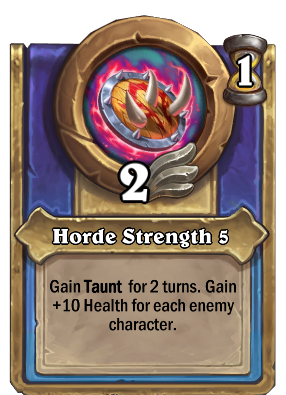 1
2
Horde Strength 5
Gain Taunt for 2 turns. Gain
+10 Health for each enemy
character.